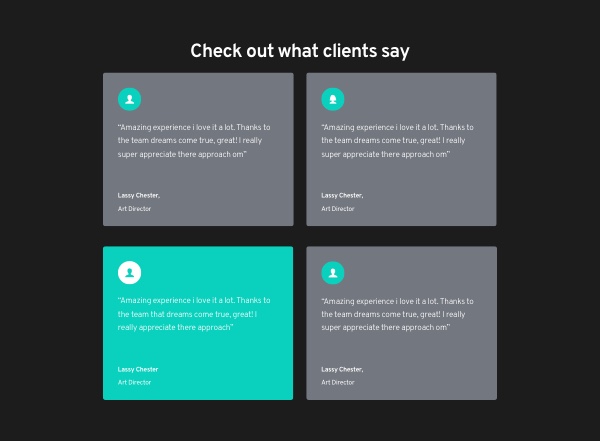 Check out what clients say
“Amazing experience i love it a lot. Thanks to
the team dreams come true, great! I really
super appreciate there approach om”
Lassy Chester,
Art Director
“Amazing experience i love it a lot. Thanks to
the team dreams come true, great! I really
super appreciate there approach om”
Lassy Chester,
Art Director
“Amazing experience i love it a lot. Thanks to
the team that dreams come true, great! I
really appreciate there approach”
Lassy Chester
Art Director
“Amazing experience i love it a lot. Thanks to
the team dreams come true, great! I really
super appreciate there approach om”
Lassy Chester,
Art Director